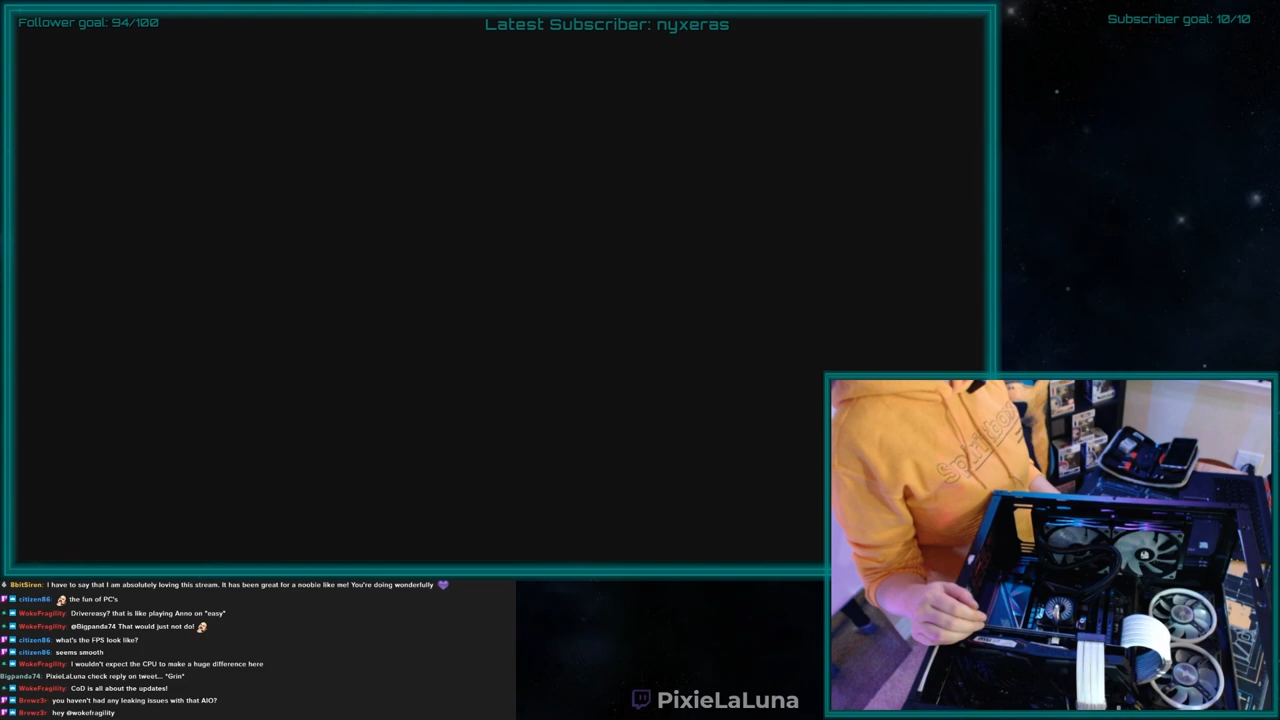 Follower goal: 94/100
Latest Subscriber: nyxeras
Subscriber goal: 10/10
Spiritbox
8bitSiren: I have to say that I am absolutely loving this stream. It has been great for a noobie like me! You're doing wonderfully
citizen86: the fun of PC's
WokeFragility: Drivereasy? that is like playing Anno on "easy"
WokeFragility: @Bigpanda74 That would just not do!
citizen86: what's the FPS look like?
citizen86: seems smooth
WokeFragility: I wouldn't expect the CPU to make a huge difference here
Bigpanda74: PixieLaLuna check reply on tweet... *Grin*
WokeFragility: CoD is all about the updates!
Brewz3r: you haven't had any leaking issues with that AIO?
Brewz3r: hey @wokefragility
PixieLaLuna